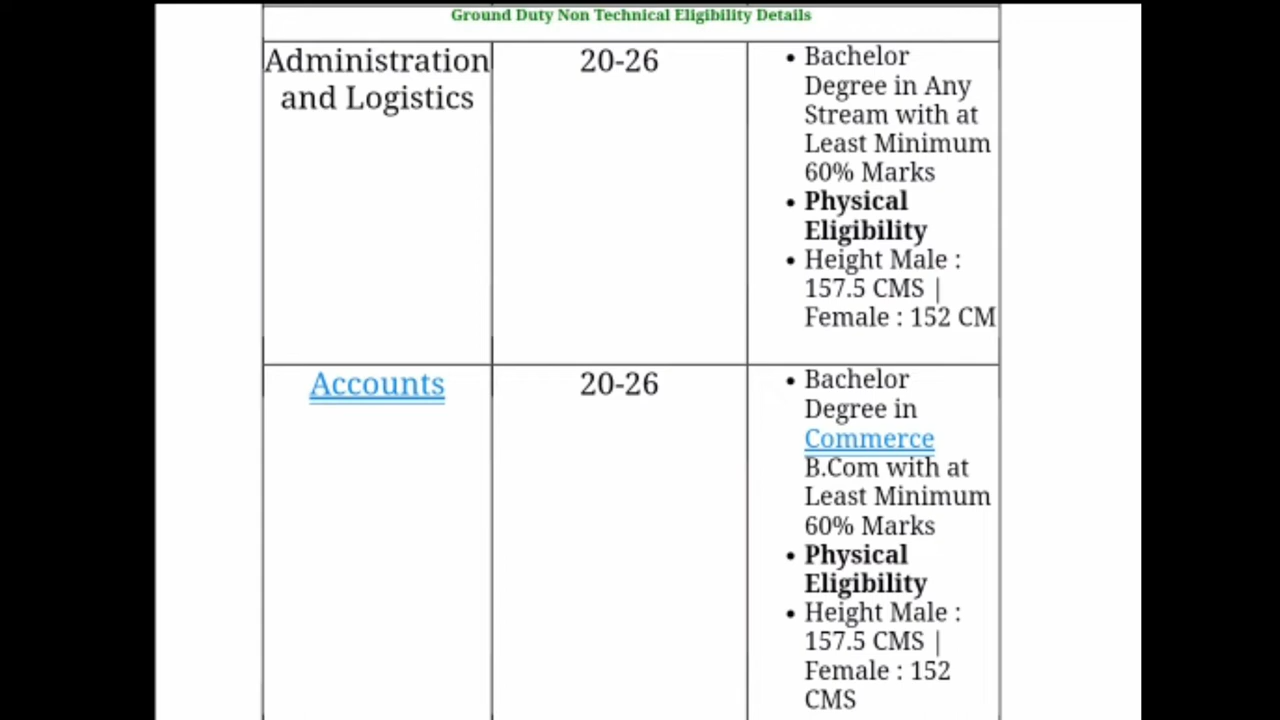 Ground Duty Non Technical Eligibility Details
Administration
and Logistics
20-26
• Bachelor
Degree in Any
Stream with at
Least Minimum
60% Marks
• Physical
Eligibility
• Height Male :
157.5 CMS |
Female : 152 CM
Accounts
20-26
• Bachelor
Degree in
Commerce
B.Com with at
Least Minimum
60% Marks
• Physical
Eligibility
• Height Male :
157.5 CMS |
Female : 152
CMS